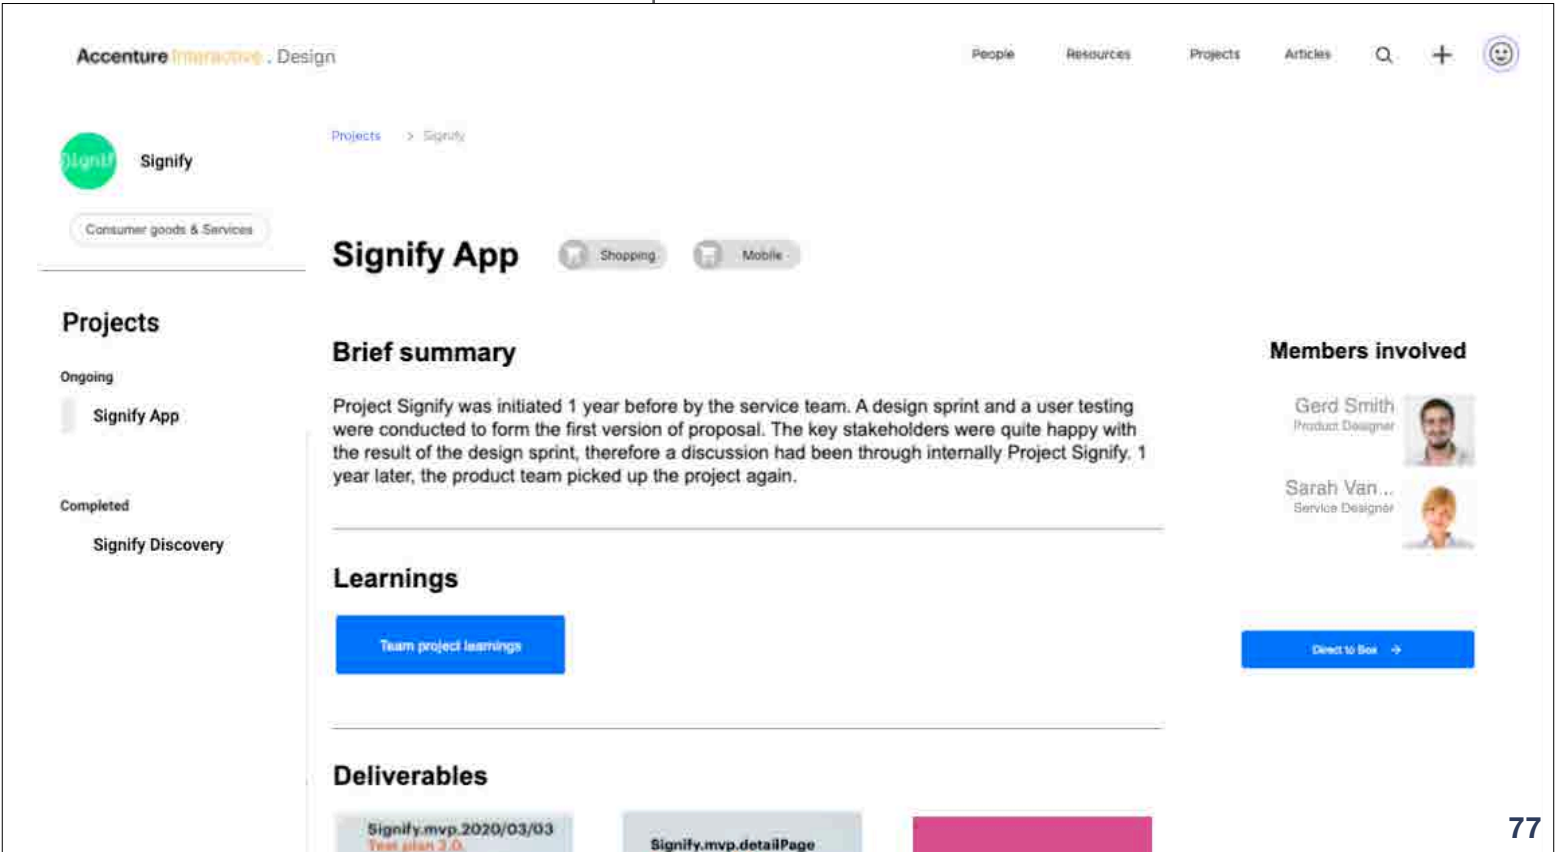 Accenture Interactive . Design
People
Resources
Projects
Articles
Signify
Consumer goods & Services
Projects
Ongoing
Signify App
Completed
Signify Discovery
Projects > Signify
Signify App
Shopping
Mobile
Brief summary
Project Signify was initiated 1 year before by the service team. A design sprint and a user testing
were conducted to form the first version of proposal. The key stakeholders were quite happy with
the result of the design sprint, therefore a discussion had been through internally Project Signify. 1
year later, the product team picked up the project again.
Learnings
Team project learnings
Deliverables
Signify.mvp.2020/03/03
Test plan 2.0.
Signify.mvp.detailPage
Members involved
Gerd Smith
Product Designer
Sarah Van...
Service Designer
Direct to Box →
77